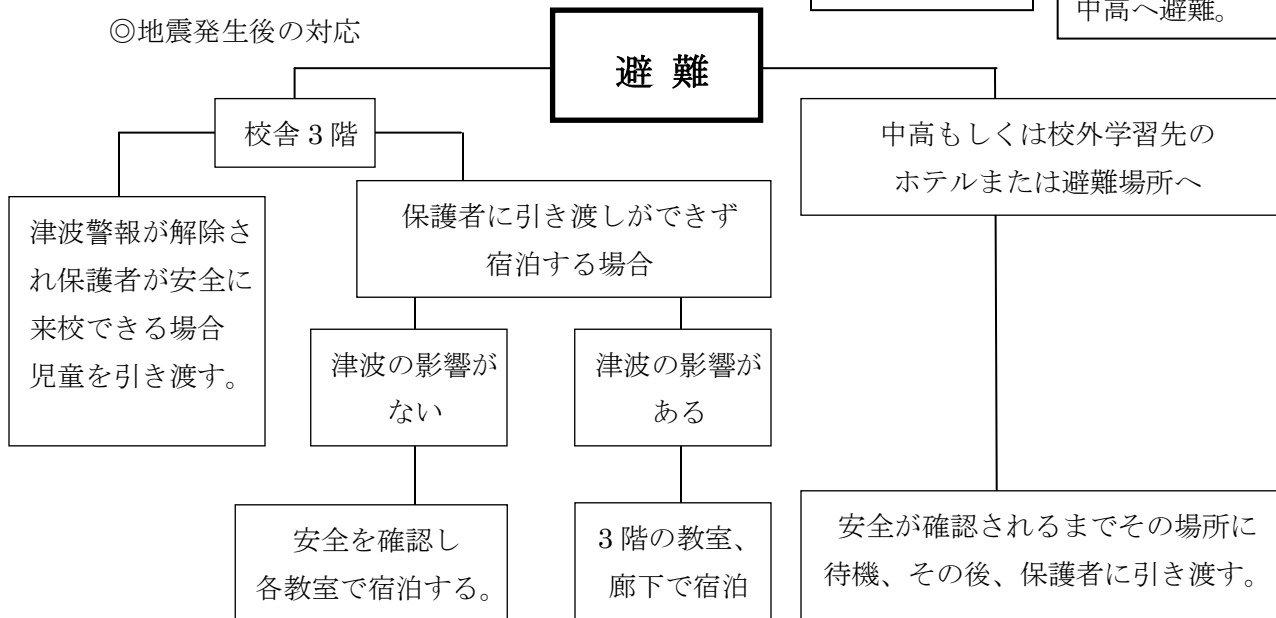 中高へ避難。
◎地震発生後の対応
避 難
校舎 3 階
中高もしくは校外学習先の
ホテルまたは避難場所へ
津波警報が解除さ
れ保護者が安全に
来校できる場合
児童を引き渡す。
保護者に引き渡しができず
宿泊する場合
津波の影響が
ない
津波の影響が
ある
安全を確認し
各教室で宿泊する。
3 階の教室、
廊下で宿泊
安全が確認されるまでその場所に
待機、その後、保護者に引き渡す。